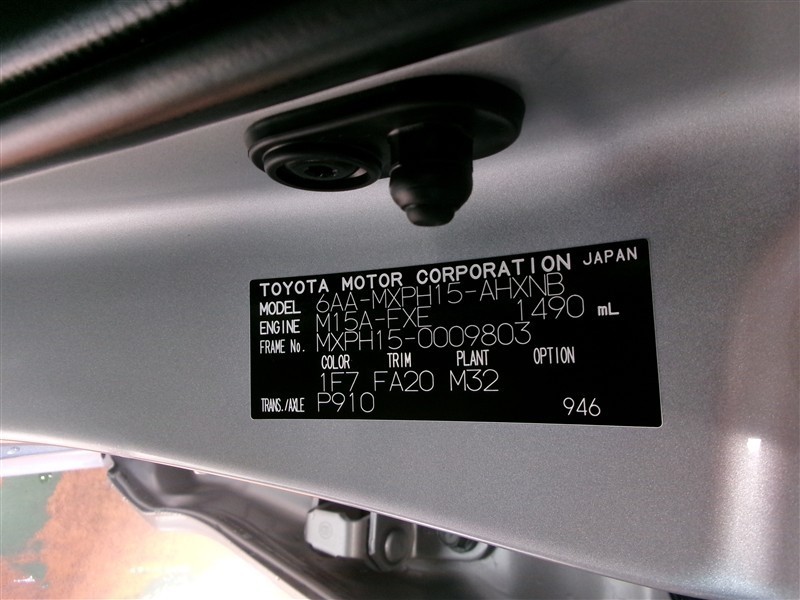 TOYOTA MOTOR CORPORATION JAPAN
MODEL 6AA-MXPH15-AHXNB
ENGINE M15A-FXE 1490 mL
FRAME No. MXPH15-0009803
COLOR TRIM PLANT OPTION
1F7 FA20 M32
TRANS./AXLE P910 946